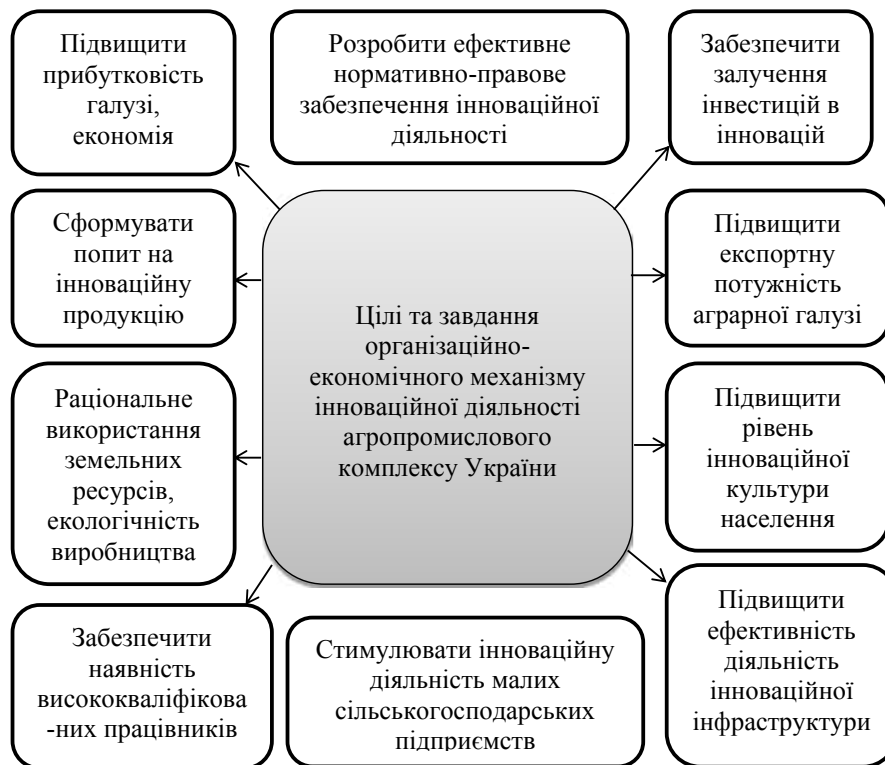 Підвищити
прибутковість
галузі,
економія
Розробити ефективне
нормативно-правове
забезпечення інноваційної
діяльності
Забезпечити
залучення
інвестицій в
інновацій
Сформувати
попит на
інноваційну
продукцію
Цілі та завдання
організаційно-
економічного механізму
інноваційної діяльності
агропромислового
комплексу України
Підвищити
експортну
потужність
аграрної галузі
Раціональне
використання
земельних
ресурсів,
екологічність
виробництва
Підвищити
рівень
інноваційної
культури
населення
Забезпечити
наявність
висококваліфікова
-них працівників
Стимулювати інноваційну
діяльність малих
сільськогосподарських
підприємств
Підвищити
ефективність
діяльність
інноваційної
інфраструктури